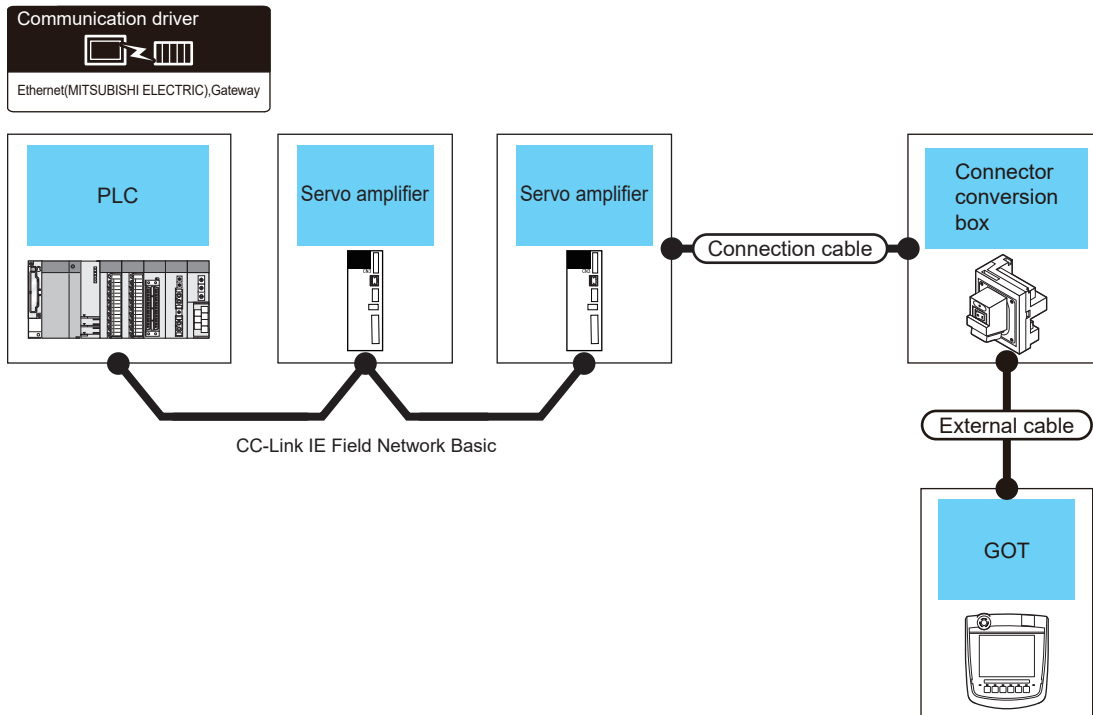 Communication driver
Ethernet(MITSUBISHI ELECTRIC),Gateway
PLC
Servo amplifier
Servo amplifier
Connection cable
Connector
conversion
box
CC-Link IE Field Network Basic
External cable
GOT